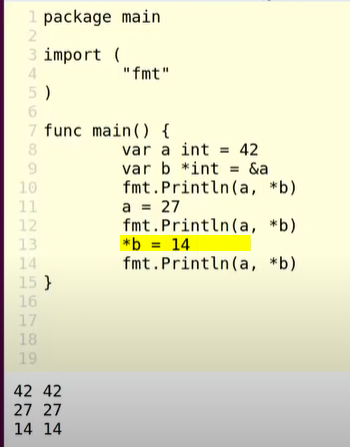 1 package main
2
3 import (
4 "fmt"
5 )
6
7 func main() {
8 var a int = 42
9 var b *int = &a
10 fmt.Println(a, *b)
11 a = 27
12 fmt.Println(a, *b)
13 *b = 14
14 fmt.Println(a, *b)
15 }
16
17
18
19
42 42
27 27
14 14